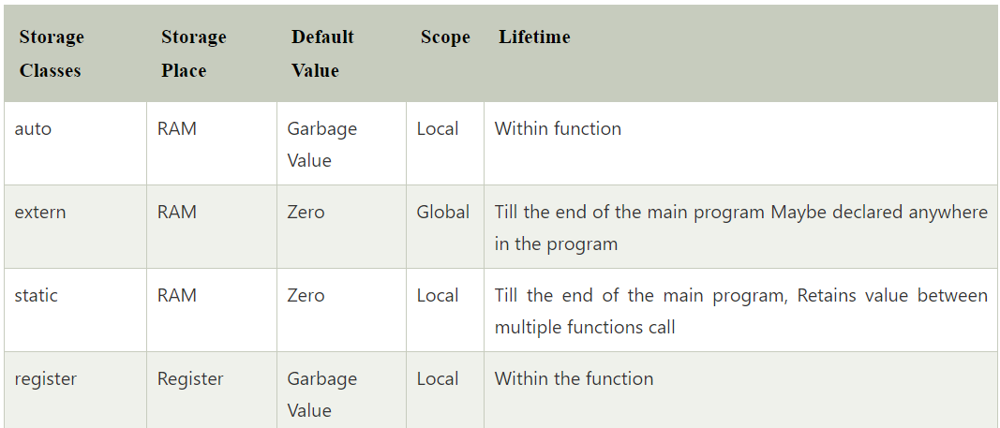 Storage Classes Storage Place Default Value Scope Lifetime
auto RAM Garbage Value Local Within function
extern RAM Zero Global Till the end of the main program Maybe declared anywhere in the program
static RAM Zero Local Till the end of the main program, Retains value between multiple functions call
register Register Garbage Value Local Within the function